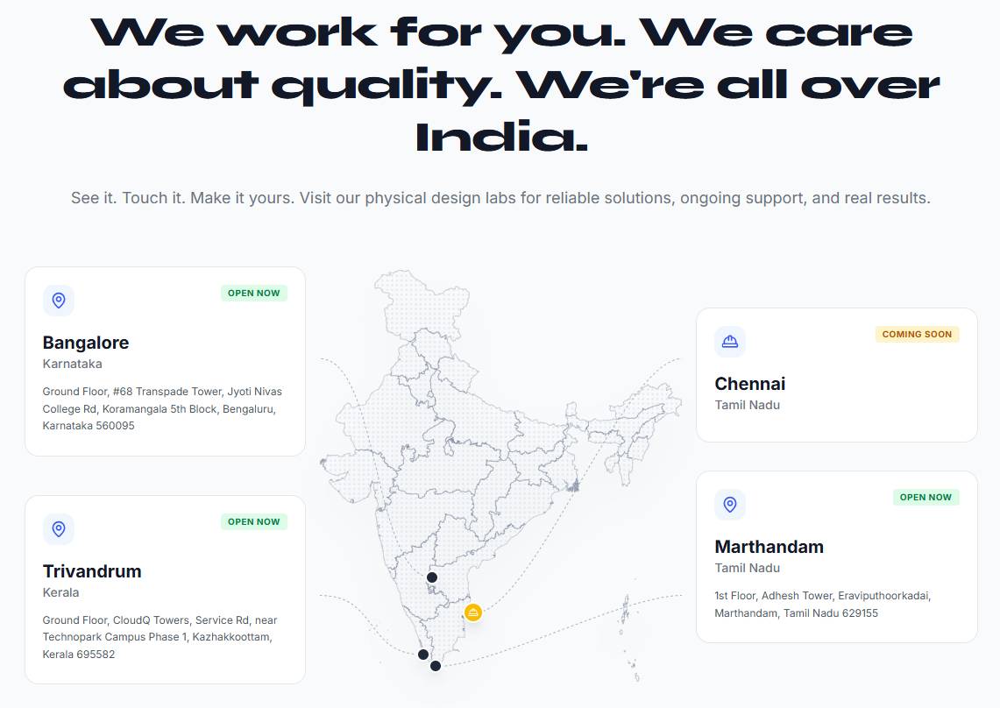 We work for you. We care
about quality. We're all over
India.
See it. Touch it. Make it yours. Visit our physical design labs for reliable solutions, ongoing support, and real results.
OPEN NOW
Bangalore
Karnataka
Ground Floor, #68 Transpade Tower, Jyoti Nivas
College Rd, Koramangala 5th Block, Bengaluru,
Karnataka 560095
OPEN NOW
Trivandrum
Kerala
Ground Floor, CloudQ Towers, Service Rd, near
Technopark Campus Phase 1, Kazhakkoottam,
Kerala 695582
COMING SOON
Chennai
Tamil Nadu
OPEN NOW
Marthandam
Tamil Nadu
1st Floor, Adhesh Tower, Eraviputhoorkadai,
Marthandam, Tamil Nadu 629155